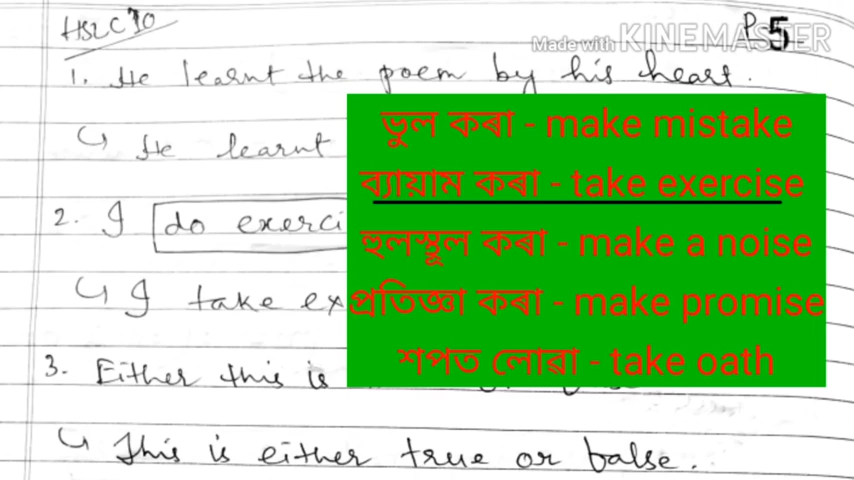 HSLC'10
P-5
Made with KINEMASTER
1. He learnt the poem by his heart.
He learnt
2. I do exerci
I take ex
3. Either this is
This is either true or false.
ভুল কৰা - make mistake
ব্যায়াম কৰা - take exercise
হুলস্থুল কৰা - make a noise
প্ৰতিজ্ঞা কৰা - make promise
শপত লোৱা - take oath